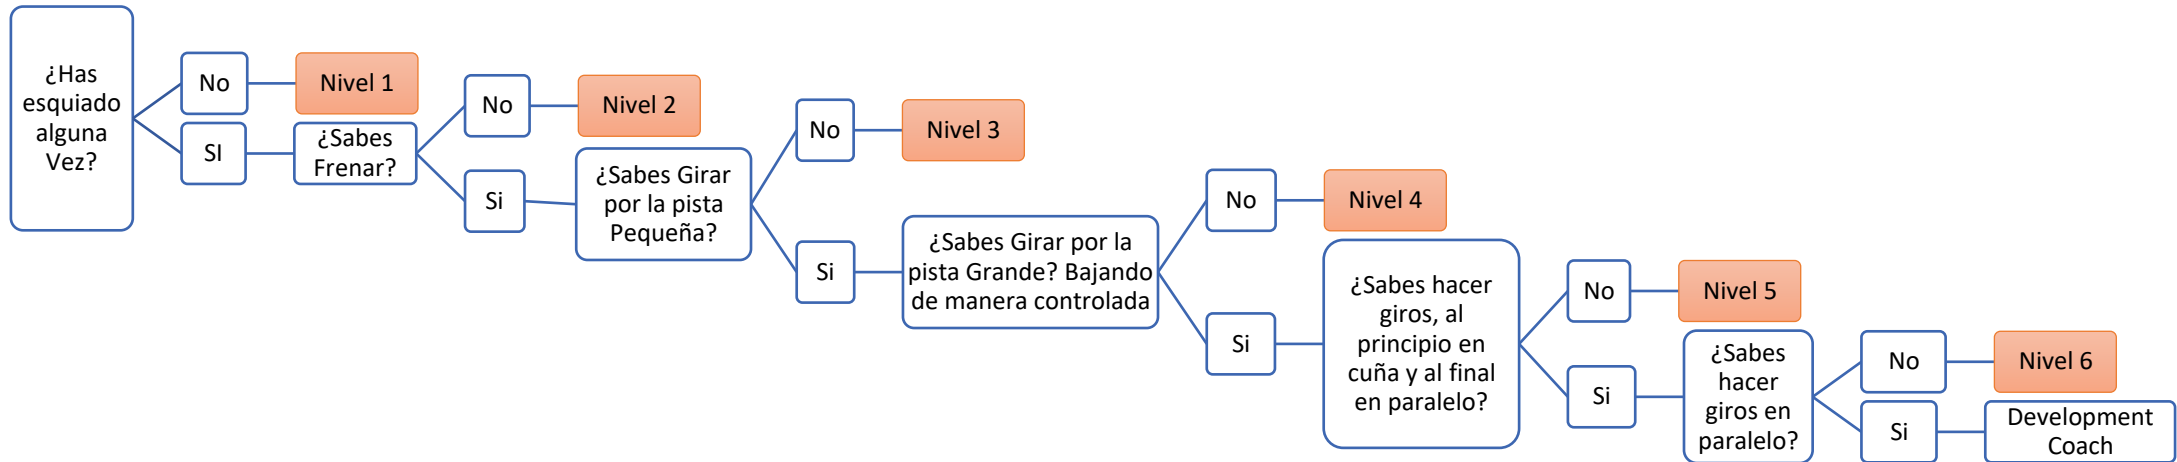 ¿Has
esquiado
alguna
Vez?
No
Nivel 1
SI
¿Sabes
Frenar?
No
Nivel 2
Si
¿Sabes Girar
por la pista
Pequeña?
No
Nivel 3
Si
¿Sabes Girar por la
pista Grande? Bajando
de manera controlada
No
Nivel 4
Si
¿Sabes hacer
giros, al
principio en
cuña y al final
en paralelo?
No
Nivel 5
Si
¿Sabes
hacer
giros en
paralelo?
No
Nivel 6
Si
Development
Coach